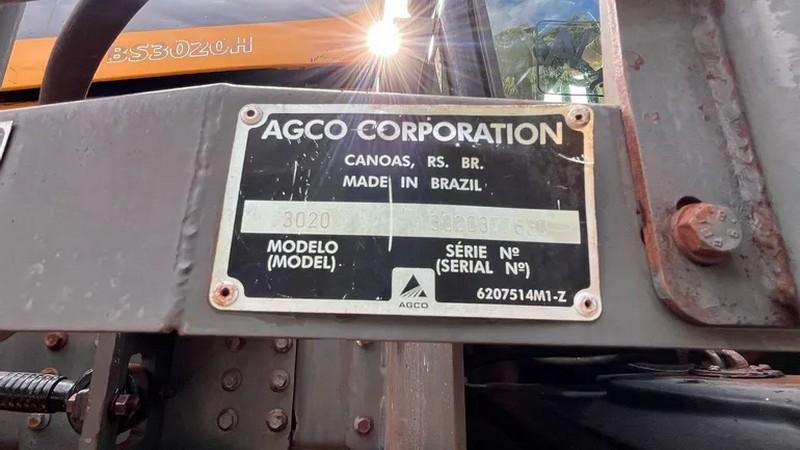 BS3020H
AGCO CORPORATION
CANOAS, RS. BR.
MADE IN BRAZIL
3020
MODELO
(MODEL)
SÉRIE Nº
(SERIAL Nº)
AGCO
6207514M1-Z